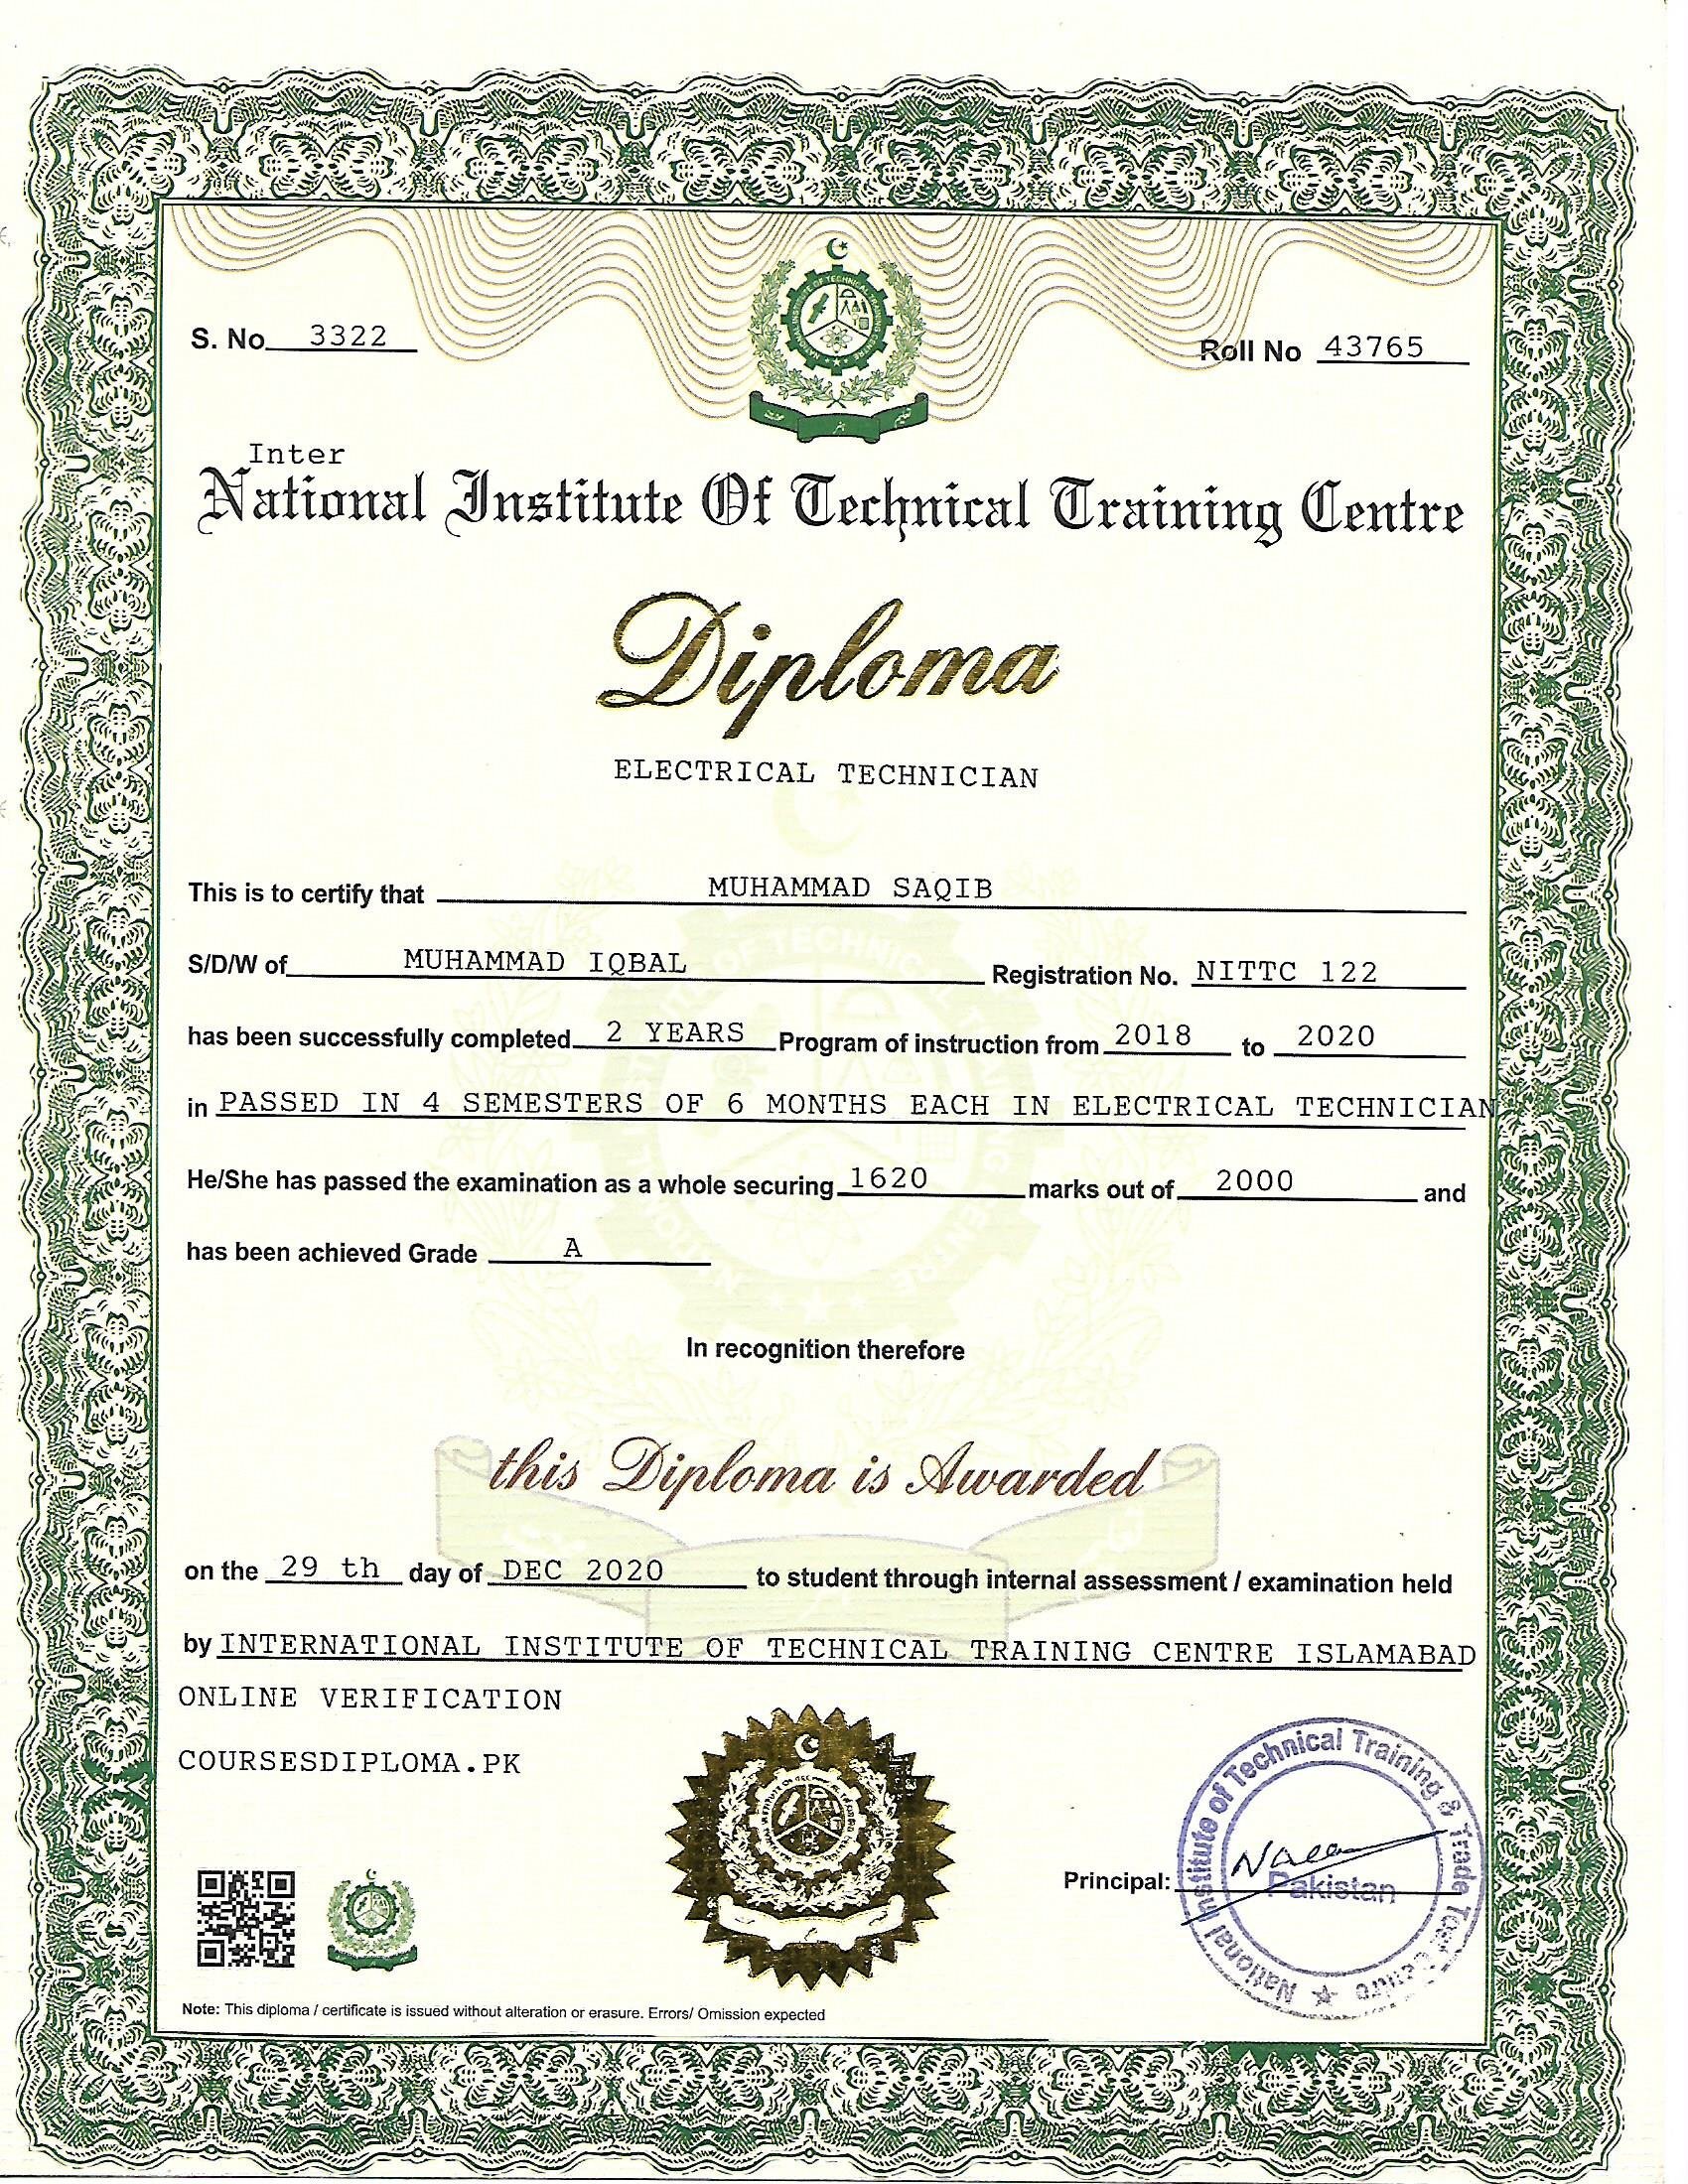 S. No. 3322
Roll No 43765
Inter
National Institute Of Technical Training Centre
Diploma
ELECTRICAL TECHNICIAN
This is to certify that MUHAMMAD SAQIB
S/D/W of MUHAMMAD IQBAL Registration No. NITTC 122
has been successfully completed 2 YEARS Program of instruction from 2018 to 2020
in PASSED IN 4 SEMESTERS OF 6 MONTHS EACH IN ELECTRICAL TECHNICIAN
He/She has passed the examination as a whole securing 1620 marks out of 2000 and
has been achieved Grade A
In recognition therefore
this Diploma is Awarded
on the 29 th day of DEC 2020 to student through internal assessment / examination held
by INTERNATIONAL INSTITUTE OF TECHNICAL TRAINING CENTRE ISLAMABAD
ONLINE VERIFICATION
COURSESDIPLOMA.PK
Principal:
National Institute of Technical Training & Trade Test Centre
Pakistan
Note: This diploma / certificate is issued without alteration or erasure. Errors/ Omission expected